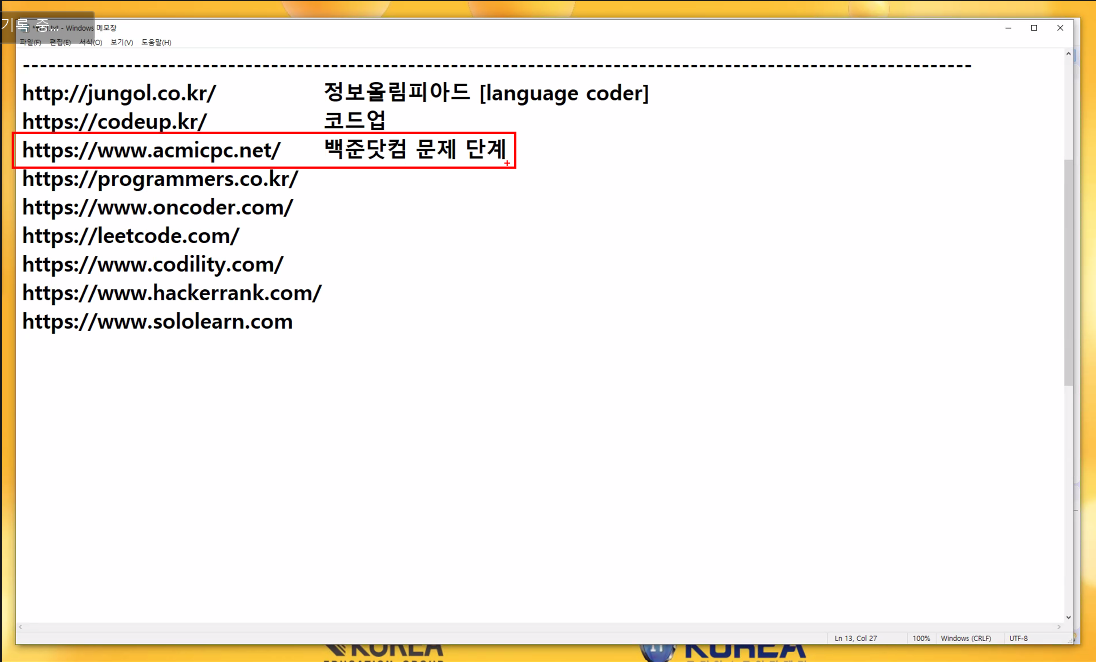 기록 중...
- Windows 메모장
파일(F) 편집(E) 서식(O) 보기(V) 도움말(H)
http://jungol.co.kr/ 정보올림피아드 [language coder]
https://codeup.kr/ 코드업
https://www.acmicpc.net/ 백준닷컴 문제 단계
https://programmers.co.kr/
https://www.oncoder.com/
https://leetcode.com/
https://www.codility.com/
https://www.hackerrank.com/
https://www.sololearn.com
Ln 13, Col 27 100% Windows (CRLF) UTF-8
KOREA IT KOREA
EDUCATION GROUP